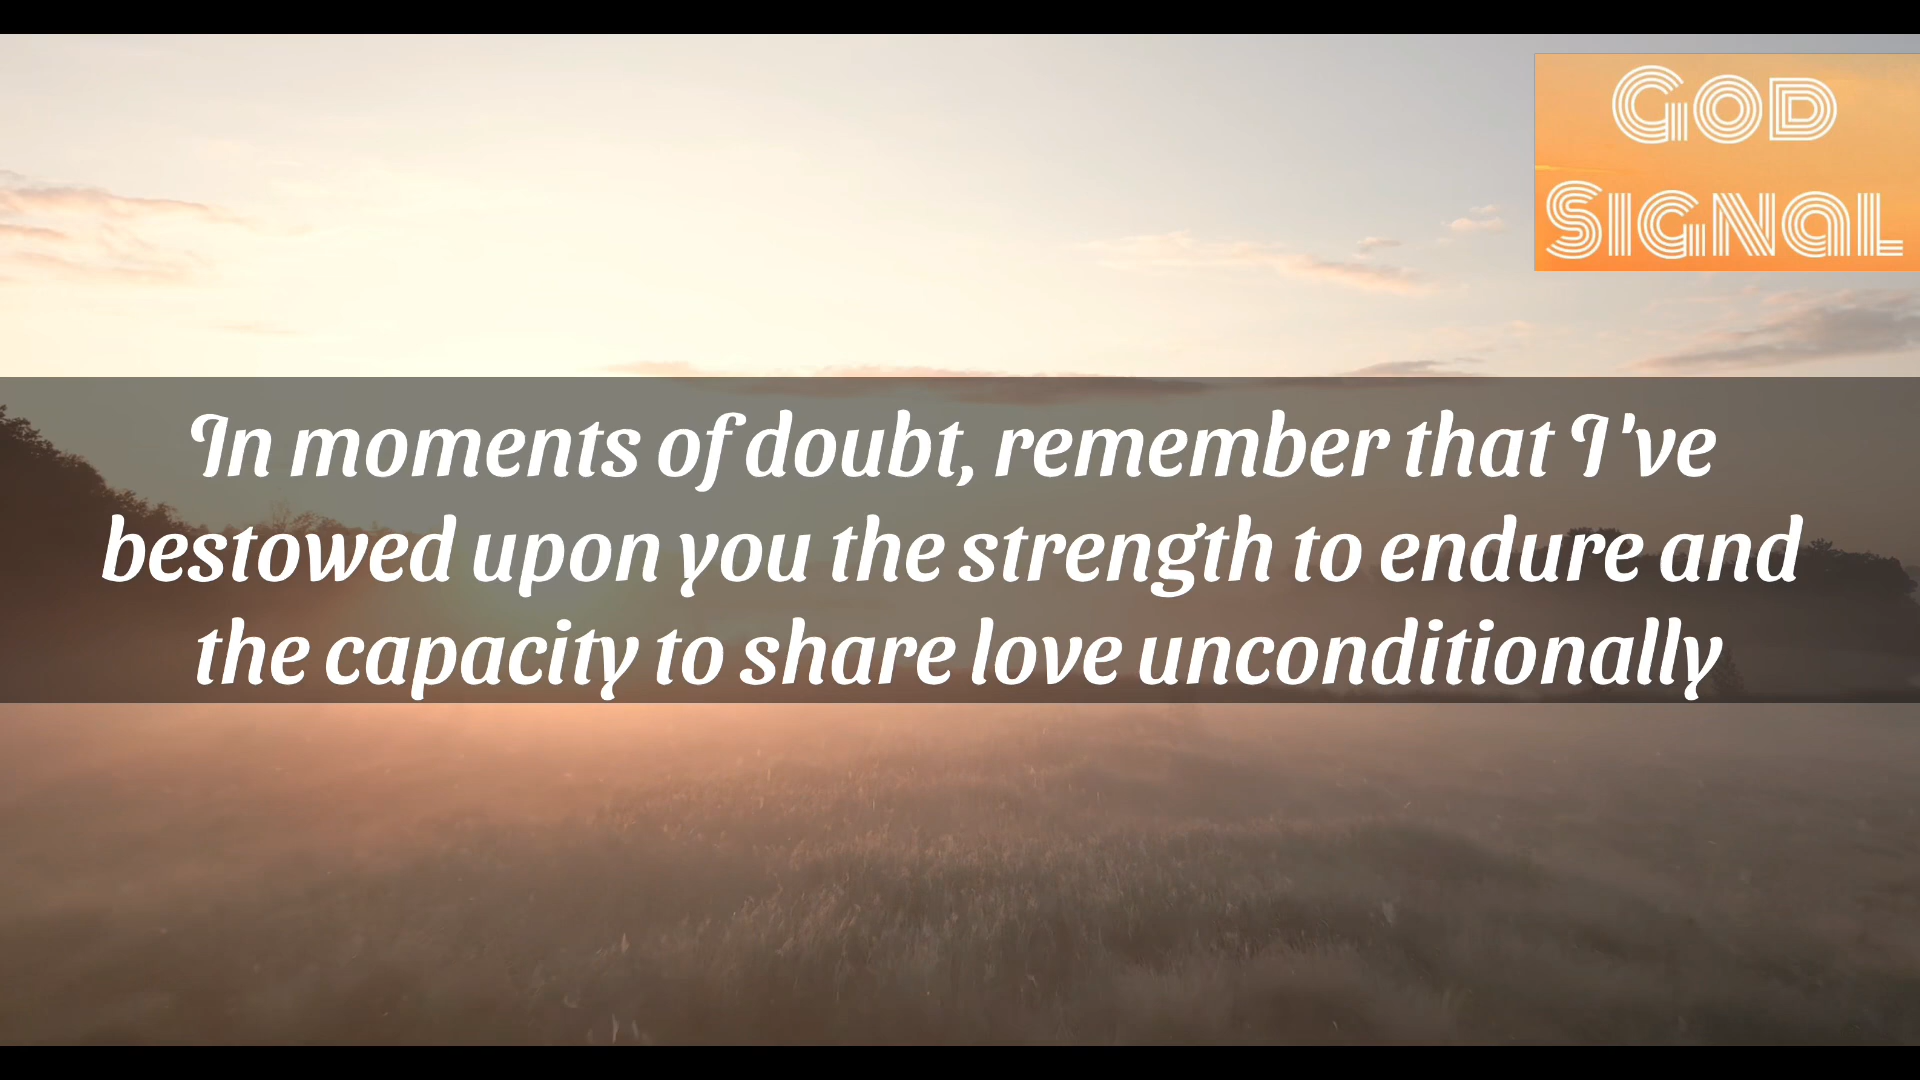 God
Signal
In moments of doubt, remember that I've
bestowed upon you the strength to endure and
the capacity to share love unconditionally